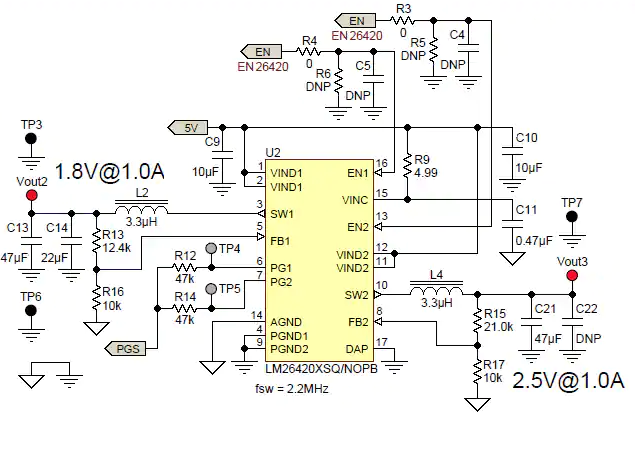 EN
R3
0
EN26420
R5
DNP
C4
DNP
EN
R4
0
EN26420
R6
DNP
C5
DNP
5V
C9
10µF
U2
C10
10µF
R9
4.99
C11
0.47µF
TP3
1.8V@1.0A
Vout2
L2
3.3µH
C13
47µF
C14
22µF
R13
12.4k
R16
10k
TP6
R12
47k
TP4
R14
47k
TP5
PGS
1 VIND1
2 VIND1
3 SW1
5 FB1
6 PG1
7 PG2
14 AGND
4 PGND1
9 PGND2
EN1 16
VINC 15
EN2 13
VIND2 12
VIND2 11
SW2 10
FB2 8
DAP 17
LM26420XSQ/NOPB
fsw = 2.2MHz
TP7
Vout3
L4
3.3µH
R15
21.0k
R17
10k
C21
47µF
C22
DNP
2.5V@1.0A